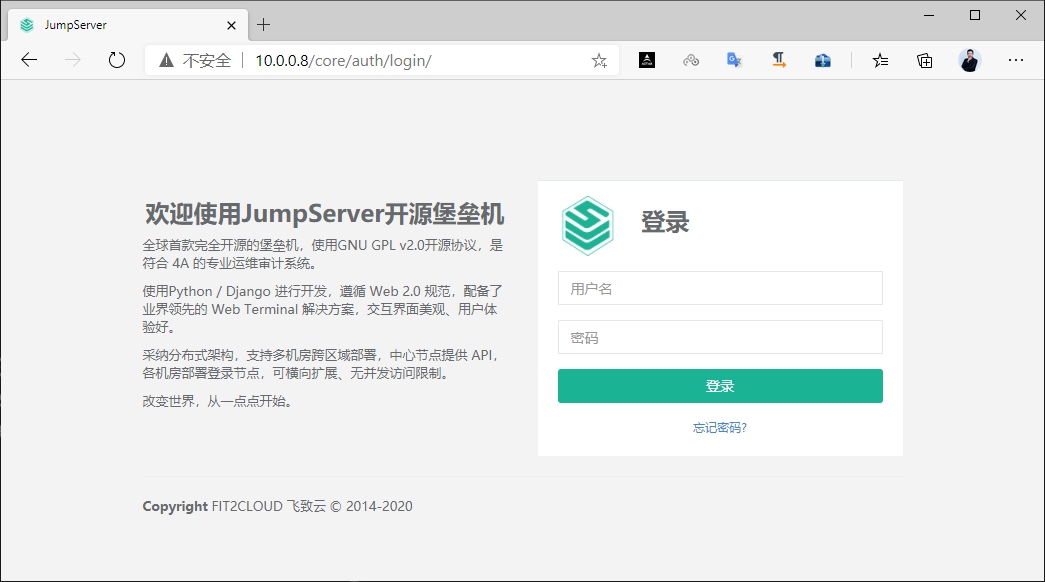 JumpServer
不安全 10.0.0.8/core/auth/login/
欢迎使用JumpServer开源堡垒机
全球首款完全开源的堡垒机，使用GNU GPL v2.0开源协议，是
符合 4A 的专业运维审计系统。
使用Python / Django 进行开发，遵循 Web 2.0 规范，配备了
业界领先的 Web Terminal 解决方案，交互界面美观、用户体
验好。
采纳分布式架构，支持多机房跨区域部署，中心节点提供 API，
各机房部署登录节点，可横向扩展、无并发访问限制。
改变世界，从一点点开始。
登录
用户名
密码
登录
忘记密码?
Copyright FIT2CLOUD 飞致云 © 2014-2020